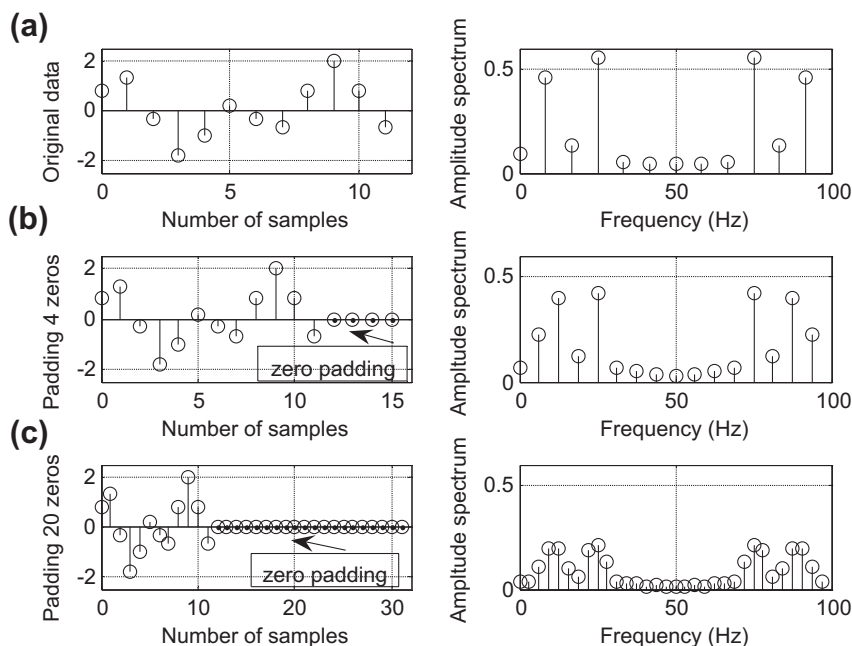 (a)
2
0
-2
Original data
0
5
10
Number of samples
0.5
0
Amplitude spectrum
0
50
100
Frequency (Hz)
(b)
2
0
-2
Padding 4 zeros
zero padding
0
5
10
15
Number of samples
0.5
0
Ampltude spectrum
0
50
100
Frequency (Hz)
(c)
2
0
-2
Padding 20 zeros
zero padding
0
10
20
30
Number of samples
0.5
0
Ampltude spectrum
0
50
100
Frequency (Hz)